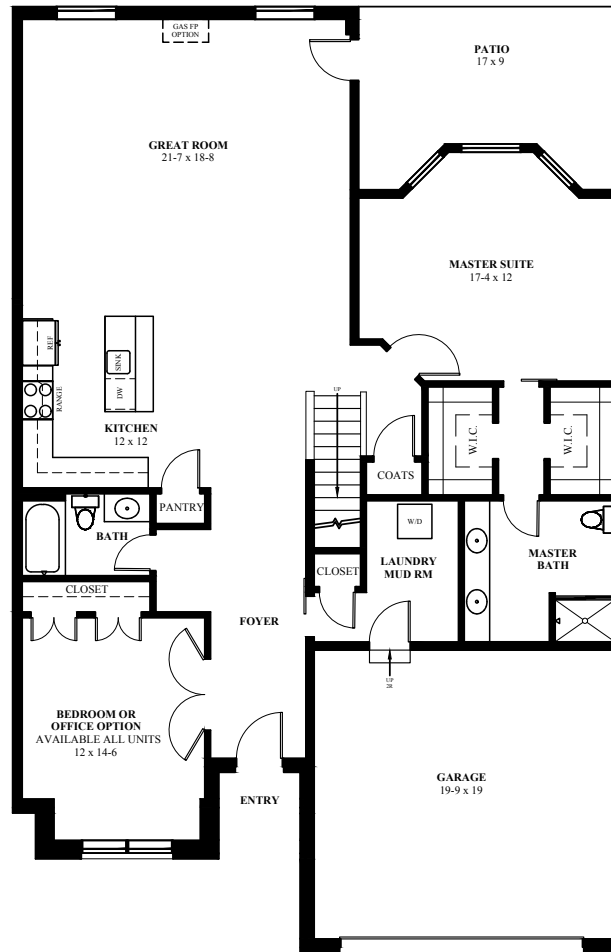 GAS FP
OPTION
PATIO
17 x 9
GREAT ROOM
21-7 x 18-8
MASTER SUITE
17-4 x 12
REF
SINK
RANGE
DW
UP
KITCHEN
12 x 12
W.I.C.
W.I.C.
COATS
PANTRY
W/D
BATH
LAUNDRY
MUD RM
MASTER
BATH
CLOSET
CLOSET
FOYER
UP
2R
BEDROOM OR
OFFICE OPTION
AVAILABLE ALL UNITS
12 x 14-6
GARAGE
19-9 x 19
ENTRY